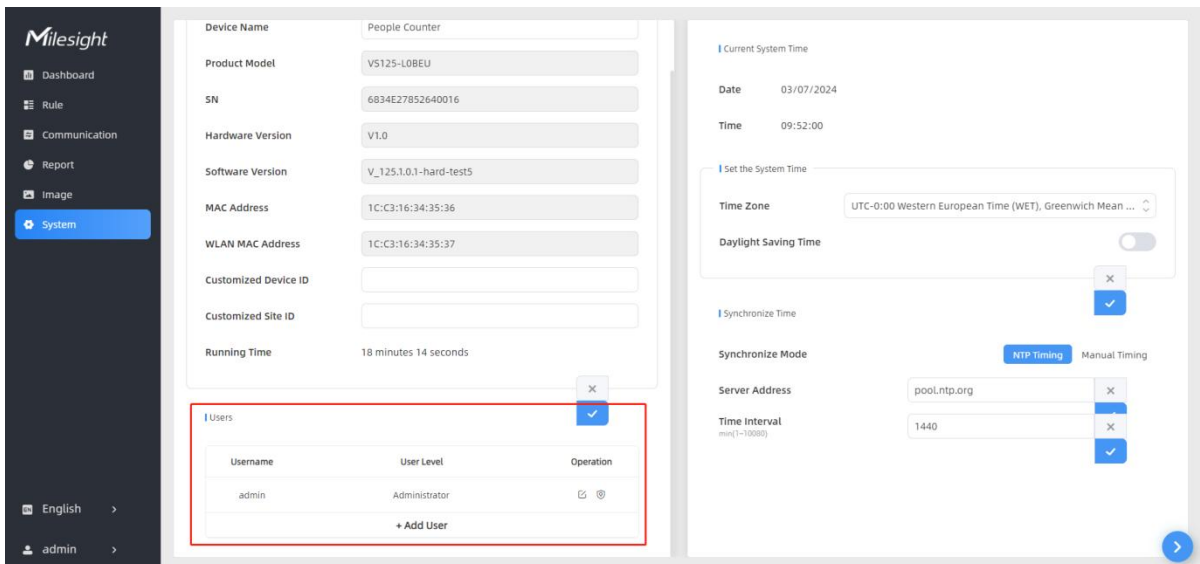 Milesight
Dashboard
Rule
Communication
Report
Image
System
English
admin
Device Name People Counter
Product Model VS125-L0BEU
SN 6834E27852640016
Hardware Version V1.0
Software Version V_125.1.0.1-hard-test5
MAC Address 1C:C3:16:34:35:36
WLAN MAC Address 1C:C3:16:34:35:37
Customized Device ID
Customized Site ID
Running Time 18 minutes 14 seconds
Users
Username User Level Operation
admin Administrator
+ Add User
Current System Time
Date 03/07/2024
Time 09:52:00
Set the System Time
Time Zone UTC-0:00 Western European Time (WET), Greenwich Mean ...
Daylight Saving Time
Synchronize Time
Synchronize Mode NTP Timing Manual Timing
Server Address pool.ntp.org
Time Interval 1440
min(1~10080)